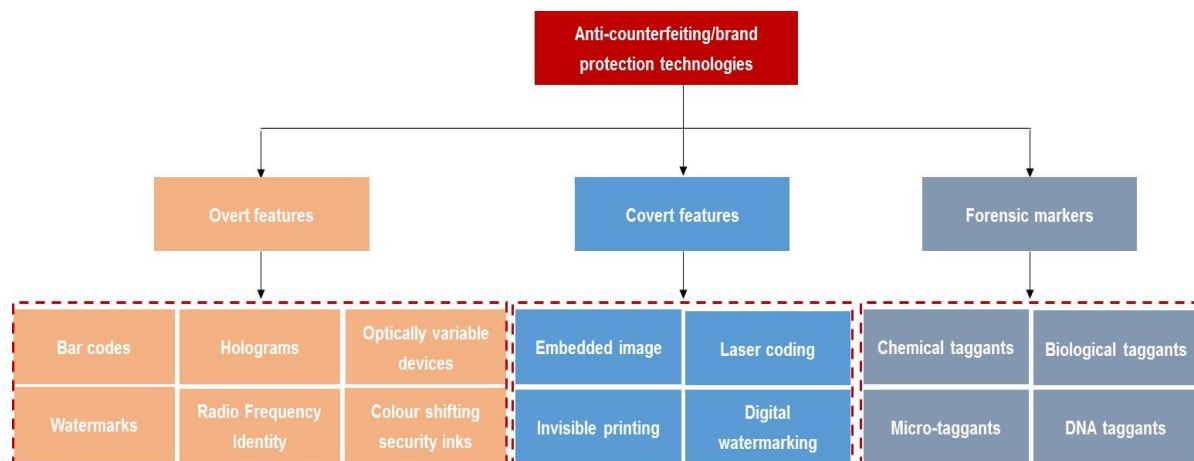 Anti-counterfeiting/brand
protection technologies
Overt features
Covert features
Forensic markers
Bar codes
Holograms
Optically variable
devices
Watermarks
Radio Frequency
Identity
Colour shifting
security inks
Embedded image
Laser coding
Invisible printing
Digital
watermarking
Chemical taggants
Biological taggants
Micro-taggants
DNA taggants